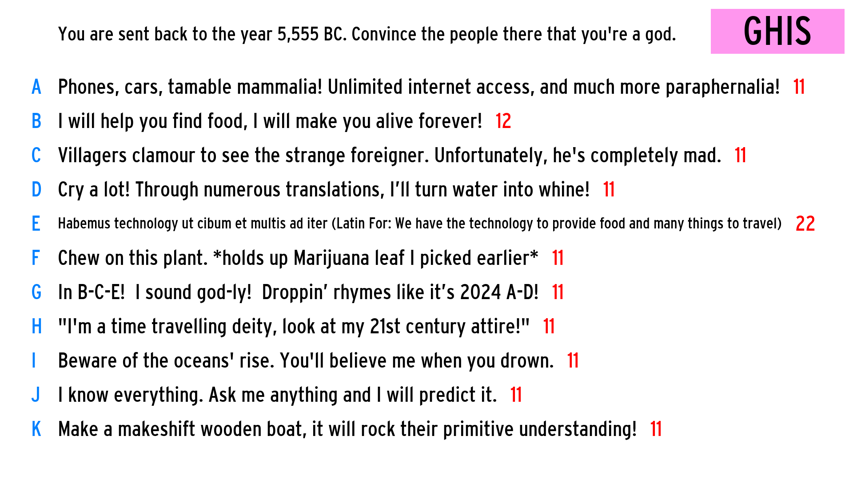 You are sent back to the year 5,555 BC. Convince the people there that you're a god.
GHIS
A Phones, cars, tamable mammalia! Unlimited internet access, and much more paraphernalia! 11
B I will help you find food, I will make you alive forever! 12
C Villagers clamour to see the strange foreigner. Unfortunately, he's completely mad. 11
D Cry a lot! Through numerous translations, I’ll turn water into whine! 11
E Habemus technology ut cibum et multis ad iter (Latin For: We have the technology to provide food and many things to travel) 22
F Chew on this plant. *holds up Marijuana leaf I picked earlier* 11
G In B-C-E! I sound god-ly! Droppin’ rhymes like it’s 2024 A-D! 11
H "I'm a time travelling deity, look at my 21st century attire!" 11
I Beware of the oceans' rise. You'll believe me when you drown. 11
J I know everything. Ask me anything and I will predict it. 11
K Make a makeshift wooden boat, it will rock their primitive understanding! 11